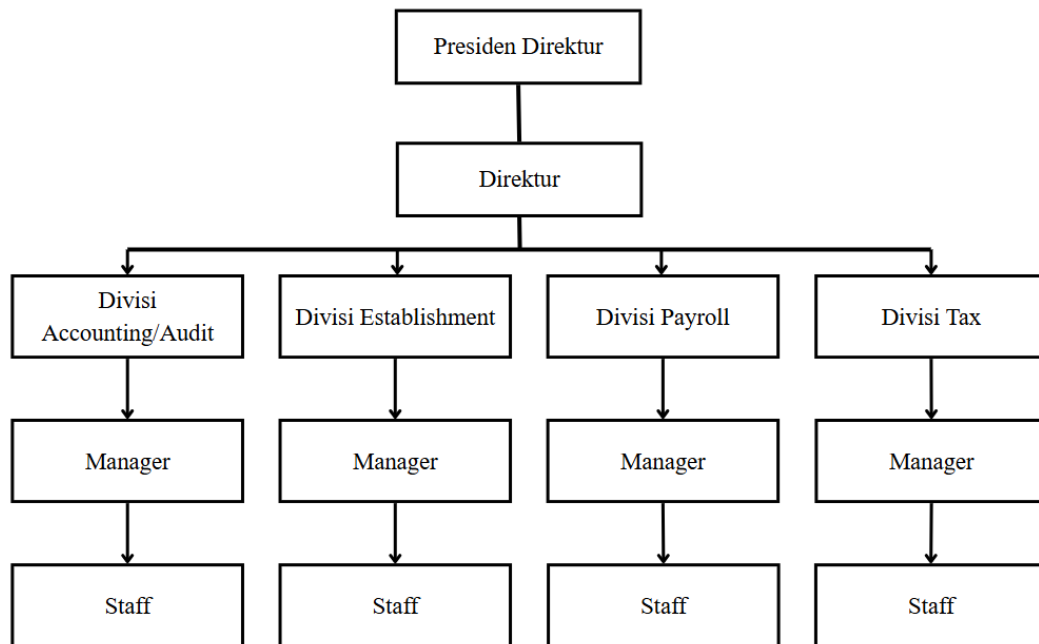 Presiden Direktur
Direktur
Divisi
Accounting/Audit
Divisi Establishment
Divisi Payroll
Divisi Tax
Manager
Manager
Manager
Manager
Staff
Staff
Staff
Staff